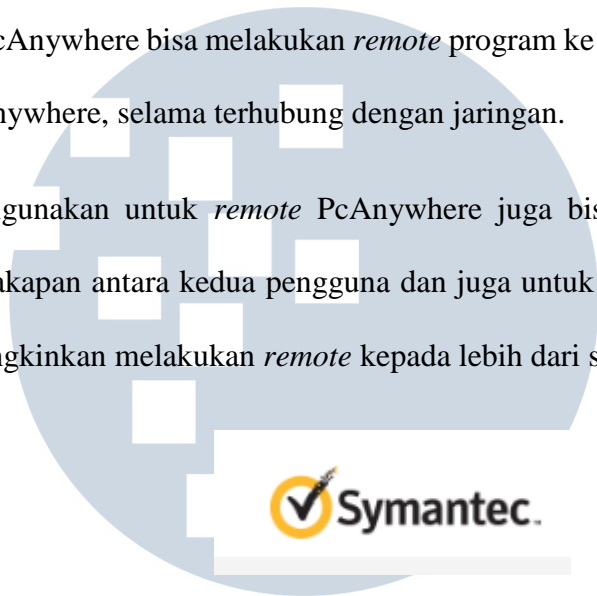 cAnywhere bisa melakukan remote program ke
nywhere, selama terhubung dengan jaringan.
gunakan untuk remote PcAnywhere juga bis
akapan antara kedua pengguna dan juga untuk
ngkinkan melakukan remote kepada lebih dari s
Symantec.